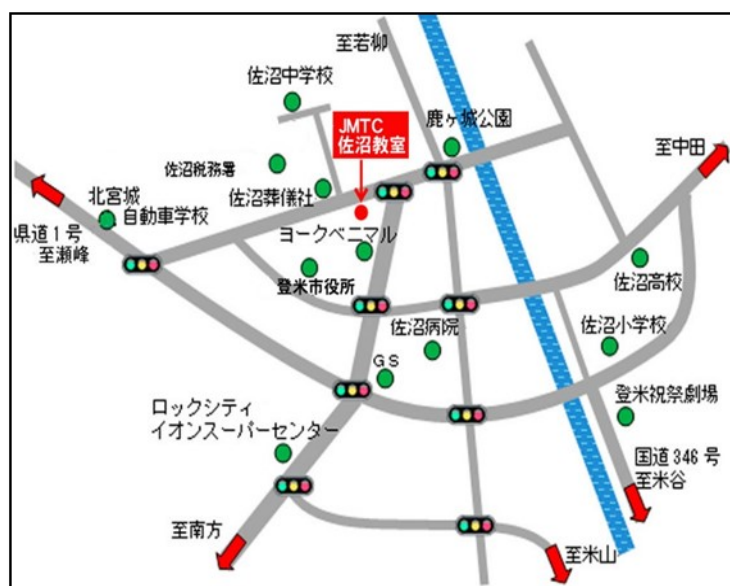 至若柳
佐沼中学校
JMTC
佐沼教室
鹿ヶ城公園
至中田
佐沼税務署
佐沼葬儀社
北宮城
自動車学校
県道1号
至瀬峰
ヨークベニマル
登米市役所
佐沼高校
佐沼病院
佐沼小学校
GS
登米祝祭劇場
ロックシティ
イオンスーパーセンター
国道346号
至米谷
至南方
至米山